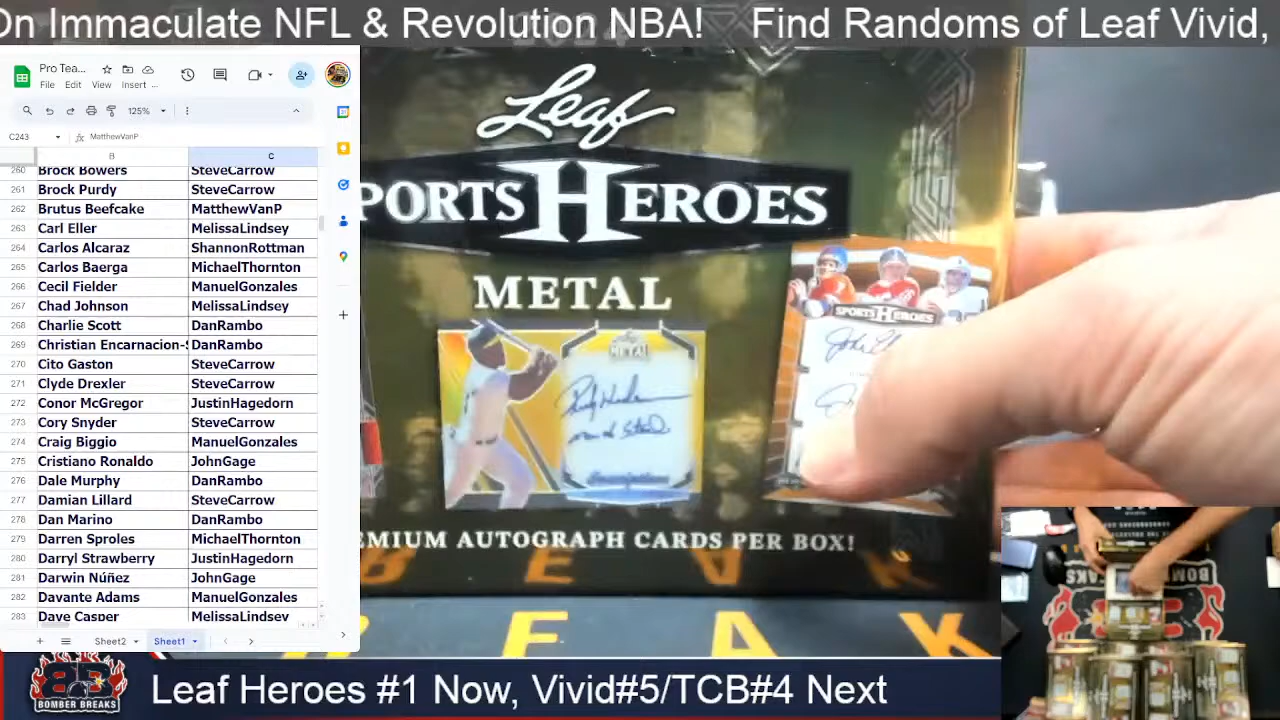 On Immaculate NFL & Revolution NBA! Find Randoms of Leaf Vivid,
Pro Tea...
File Edit View Insert ...
125%
C243 fx MatthewVanP
B C
260 Brock Bowers SteveCarrow
261 Brock Purdy SteveCarrow
262 Brutus Beefcake MatthewVanP
263 Carl Eller MelissaLindsey
264 Carlos Alcaraz ShannonRottman
265 Carlos Baerga MichaelThornton
266 Cecil Fielder ManuelGonzales
267 Chad Johnson MelissaLindsey
268 Charlie Scott DanRambo
269 Christian Encarnacion-S DanRambo
270 Cito Gaston SteveCarrow
271 Clyde Drexler SteveCarrow
272 Conor McGregor JustinHagedorn
273 Cory Snyder SteveCarrow
274 Craig Biggio ManuelGonzales
275 Cristiano Ronaldo JohnGage
276 Dale Murphy DanRambo
277 Damian Lillard SteveCarrow
278 Dan Marino DanRambo
279 Darren Sproles MichaelThornton
280 Darryl Strawberry JustinHagedorn
281 Darwin Núñez JohnGage
282 Davante Adams ManuelGonzales
283 Dave Casper MelissaLindsey
Sheet2 Sheet1
2024
Leaf
PORTS HEROES
METAL
SPORTS HEROES
METAL
EMIUM AUTOGRAPH CARDS PER BOX!
B E A K
R E A K
BOMB
BOMBER BREAKS
Leaf Heroes #1 Now, Vivid#5/TCB#4 Next